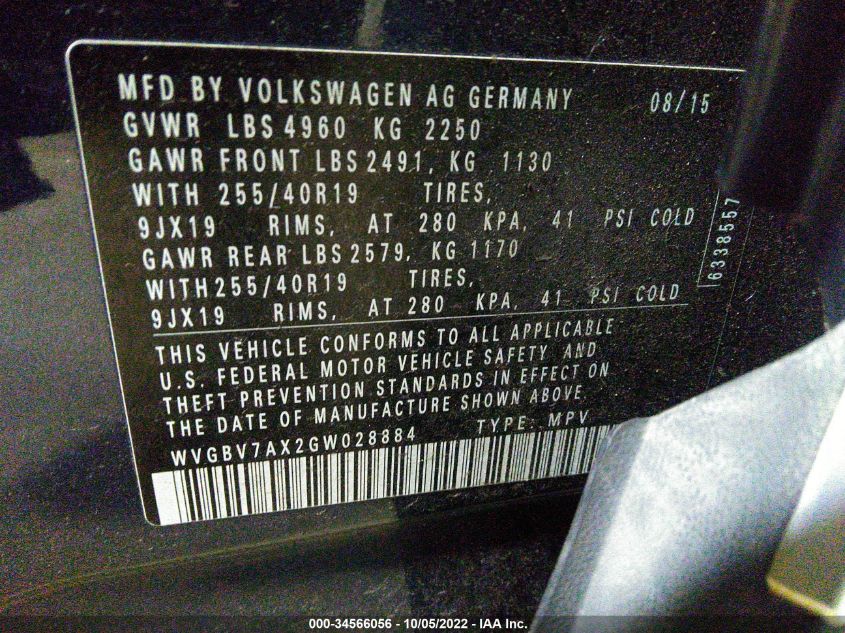 MFD BY VOLKSWAGEN AG GERMANY 08/15
GVWR LBS 4960 KG 2250
GAWR FRONT LBS 2491, KG 1130
WITH 255/40R19 TIRES,
9JX19 RIMS, AT 280 KPA, 41 PSI COLD
GAWR REAR LBS 2579, KG 1170
WITH255/40R19 TIRES,
9JX19 RIMS, AT 280 KPA, 41 PSI COLD
6338557
THIS VEHICLE CONFORMS TO ALL APPLICABLE
U.S. FEDERAL MOTOR VEHICLE SAFETY AND
THEFT PREVENTION STANDARDS IN EFFECT ON
THE DATE OF MANUFACTURE SHOWN ABOVE.
WVGBV7AX2GW028884 TYPE: MPV
000-34566056 - 10/05/2022 - IAA Inc.